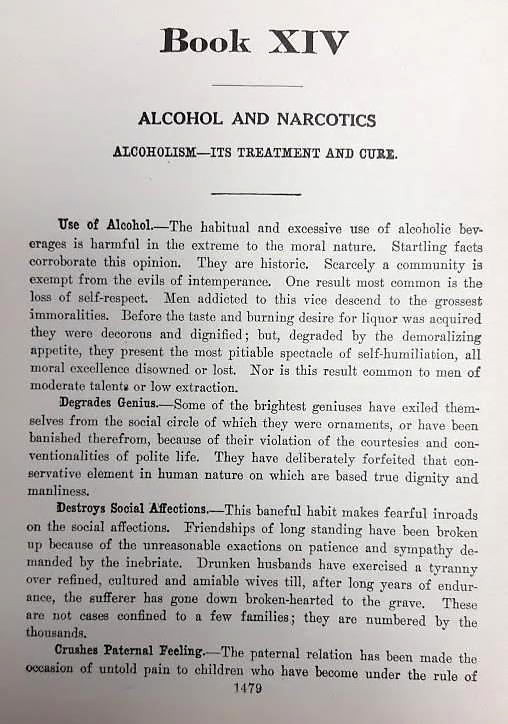 Book XIV
ALCOHOL AND NARCOTICS
ALCOHOLISM—ITS TREATMENT AND CURE.
Use of Alcohol.—The habitual and excessive use of alcoholic bev-
erages is harmful in the extreme to the moral nature. Startling facts
corroborate this opinion. They are historic. Scarcely a community is
exempt from the evils of intemperance. One result most common is the
loss of self-respect. Men addicted to this vice descend to the grossest
immoralities. Before the taste and burning desire for liquor was acquired
they were decorous and dignified; but, degraded by the demoralizing
appetite, they present the most pitiable spectacle of self-humiliation, all
moral excellence disowned or lost. Nor is this result common to men of
moderate talents or low extraction.
Degrades Genius.—Some of the brightest geniuses have exiled them-
selves from the social circle of which they were ornaments, or have been
banished therefrom, because of their violation of the courtesies and con-
ventionalities of polite life. They have deliberately forfeited that con-
servative element in human nature on which are based true dignity and
manliness.
Destroys Social Affections.—This baneful habit makes fearful inroads
on the social affections. Friendships of long standing have been broken
up because of the unreasonable exactions on patience and sympathy de-
manded by the inebriate. Drunken husbands have exercised a tyranny
over refined, cultured and amiable wives till, after long years of endur-
ance, the sufferer has gone down broken-hearted to the grave. These
are not cases confined to a few families; they are numbered by the
thousands.
Crushes Paternal Feeling.—The paternal relation has been made the
occasion of untold pain to children who have become under the rule of
1479